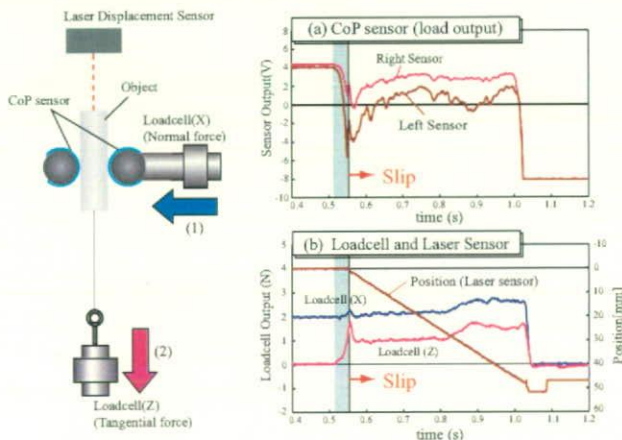 Laser Displacement Sensor
Object
CoP sensor
Loadcell(X)
(Normal force)
(1)
(2)
Loadcell(Z)
(Tangential force)
(a) CoP sensor (load output)
Sensor Output(V)
8
6
4
2
0
-2
-4
-6
-8
Right Sensor
Left Sensor
Slip
0.4 0.5 0.6 0.7 0.8 0.9 1.0 1.1 1.2
time (s)
(b) Loadcell and Laser Sensor
Loadcell Output (N)
5
4
3
2
1
0
-1
-2
Position (Laser sensor)
Loadcell (X)
Loadcell (Z)
Slip
-10
0
10
20
30
40
50
60
Position[mm]
0.4 0.5 0.6 0.7 0.8 0.9 1.0 1.1 1.2
time (s)